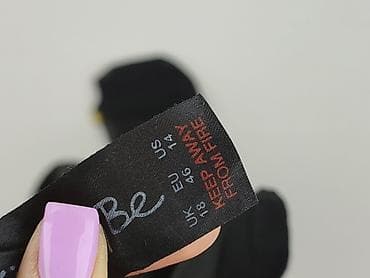 Be
UK EU US
18 46 14
KEEP AWAY
FROM FIRE